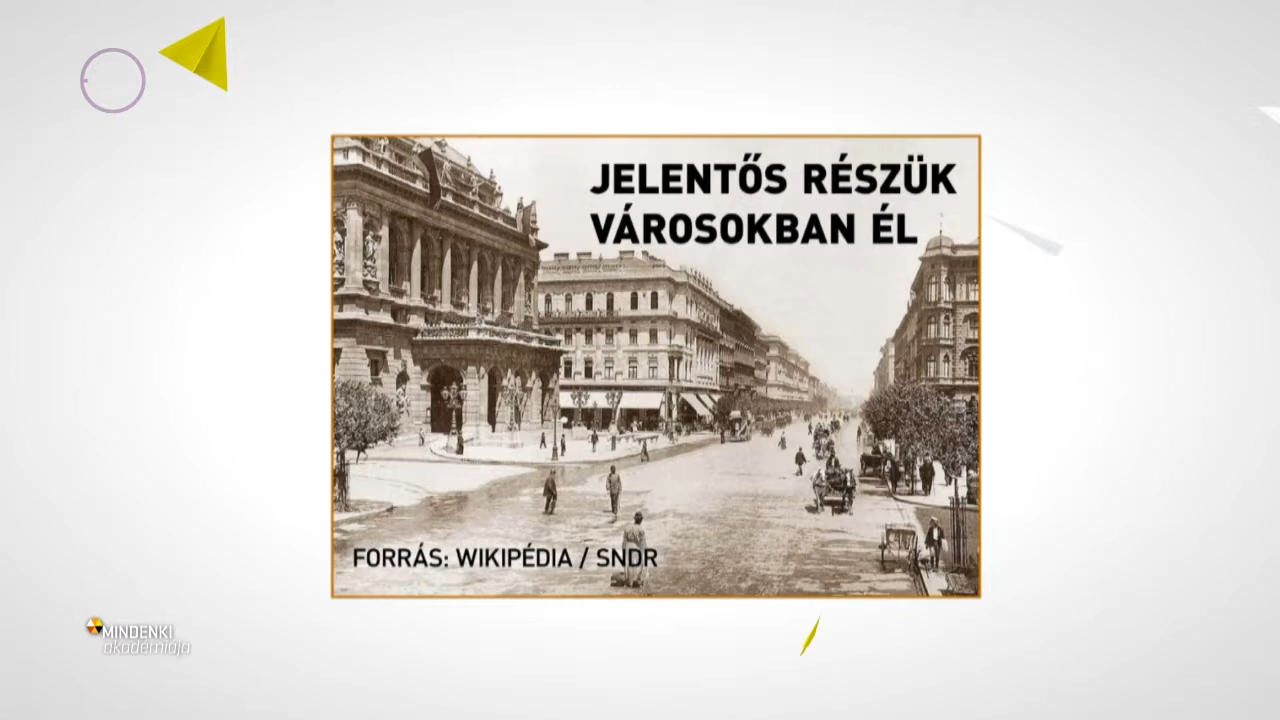 JELENTŐS RÉSZÜK
VÁROSOKBAN ÉL
FORRÁS: WIKIPÉDIA / SNDR
MINDENKI
akadémiája